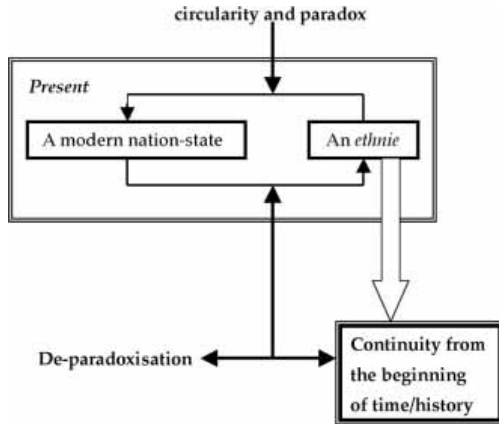 circularity and paradox
Present
A modern nation-state
An ethnie
De-paradoxisation
Continuity from
the beginning
of time/history